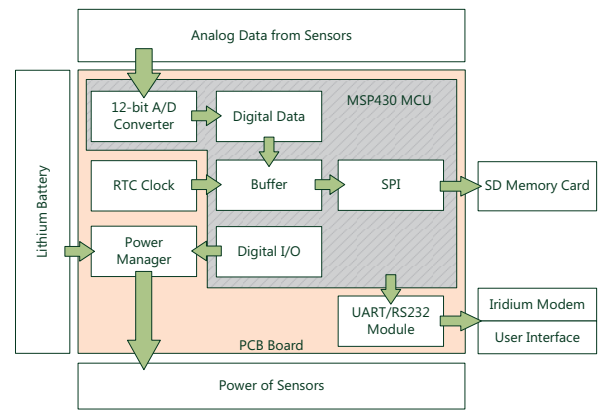 Analog Data from Sensors
12-bit A/D
Converter
Digital Data
MSP430 MCU
Lithium Battery
RTC Clock
Buffer
SPI
SD Memory Card
Power
Manager
Digital I/O
UART/RS232
Module
Iridium Modem
User Interface
PCB Board
Power of Sensors